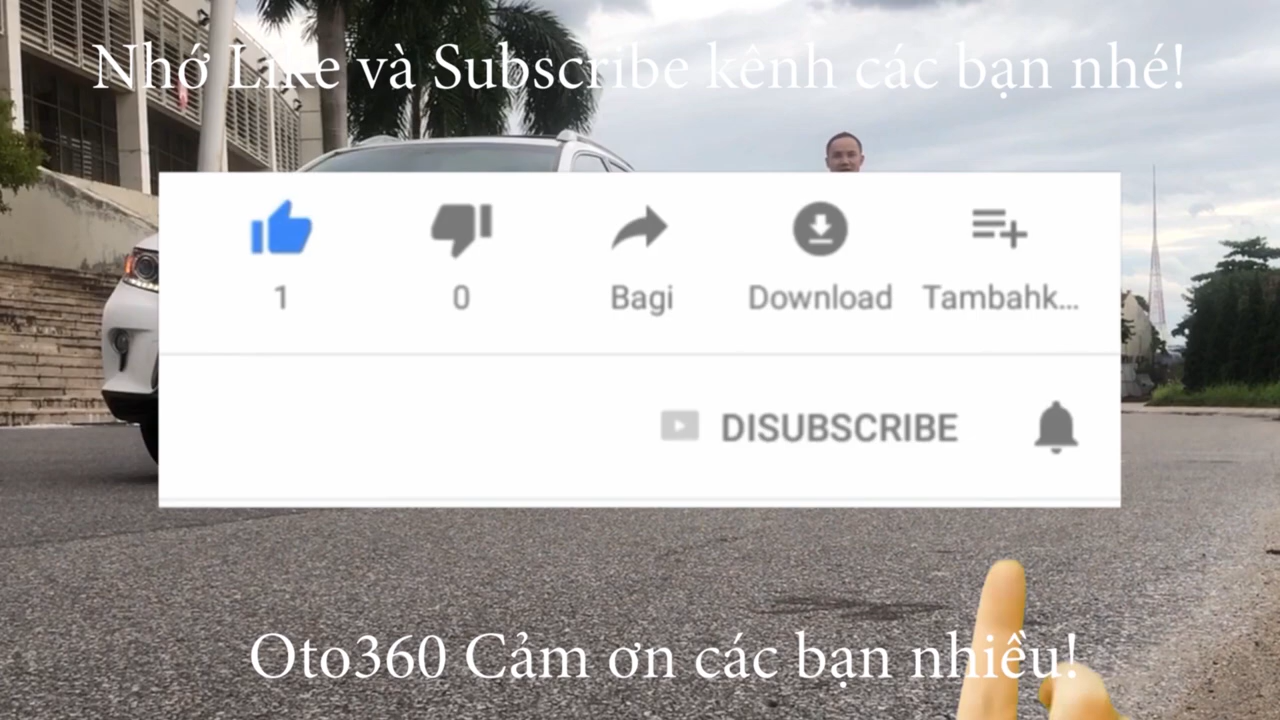 Nhớ Like và Subscribe kênh các bạn nhé!
1 0 Bagi Download Tambahk...
DISUBSCRIBE
Oto360 Cảm ơn các bạn nhiều!